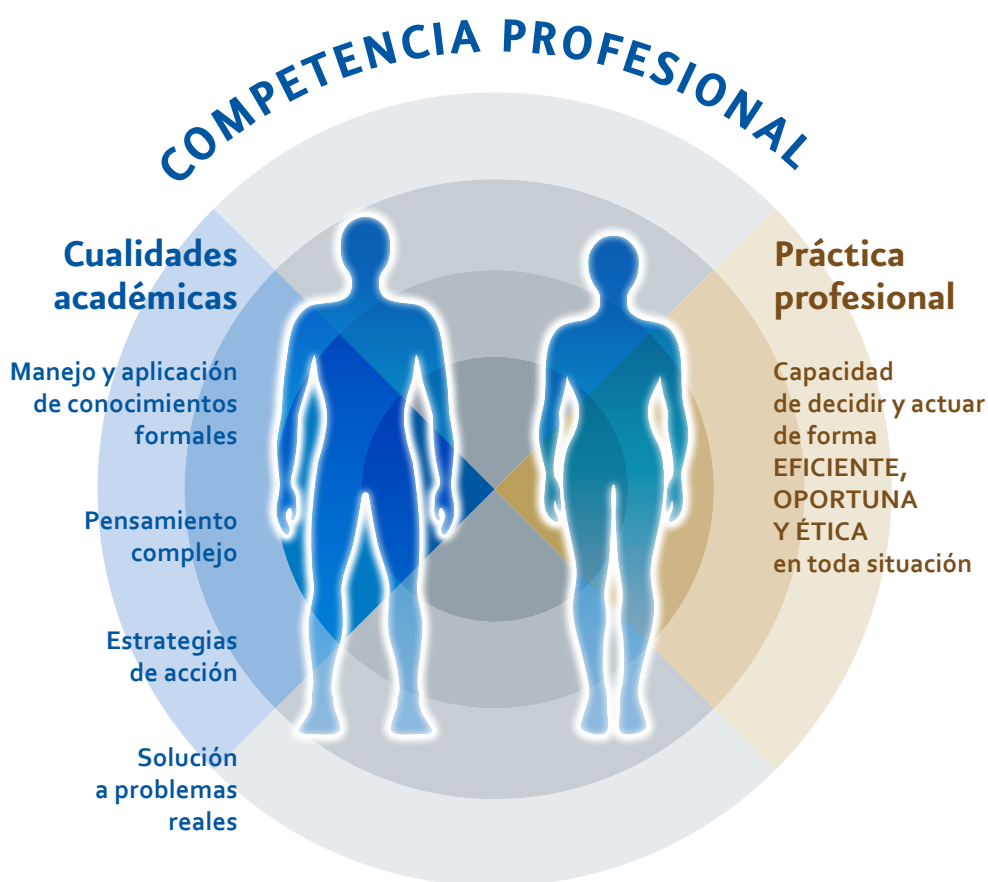 COMPETENCIA PROFESIONAL
Cualidades
académicas
Manejo y aplicación
de conocimientos
formales
Pensamiento
complejo
Estrategias
de acción
Solución
a problemas
reales
Práctica
profesional
Capacidad
de decidir y actuar
de forma
EFICIENTE,
OPORTUNA
Y ÉTICA
en toda situación